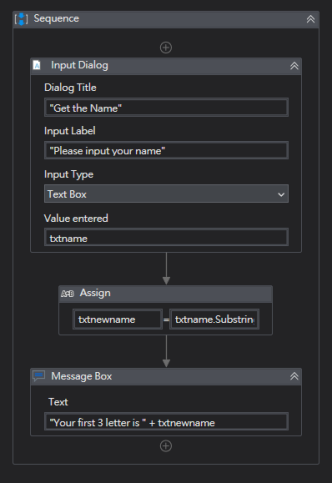 Sequence
Input Dialog
Dialog Title
"Get the Name"
Input Label
"Please input your name"
Input Type
Text Box
Value entered
txtname
Assign
txtnewname = txtname.Substrin
Message Box
Text
"Your first 3 letter is " + txtnewname